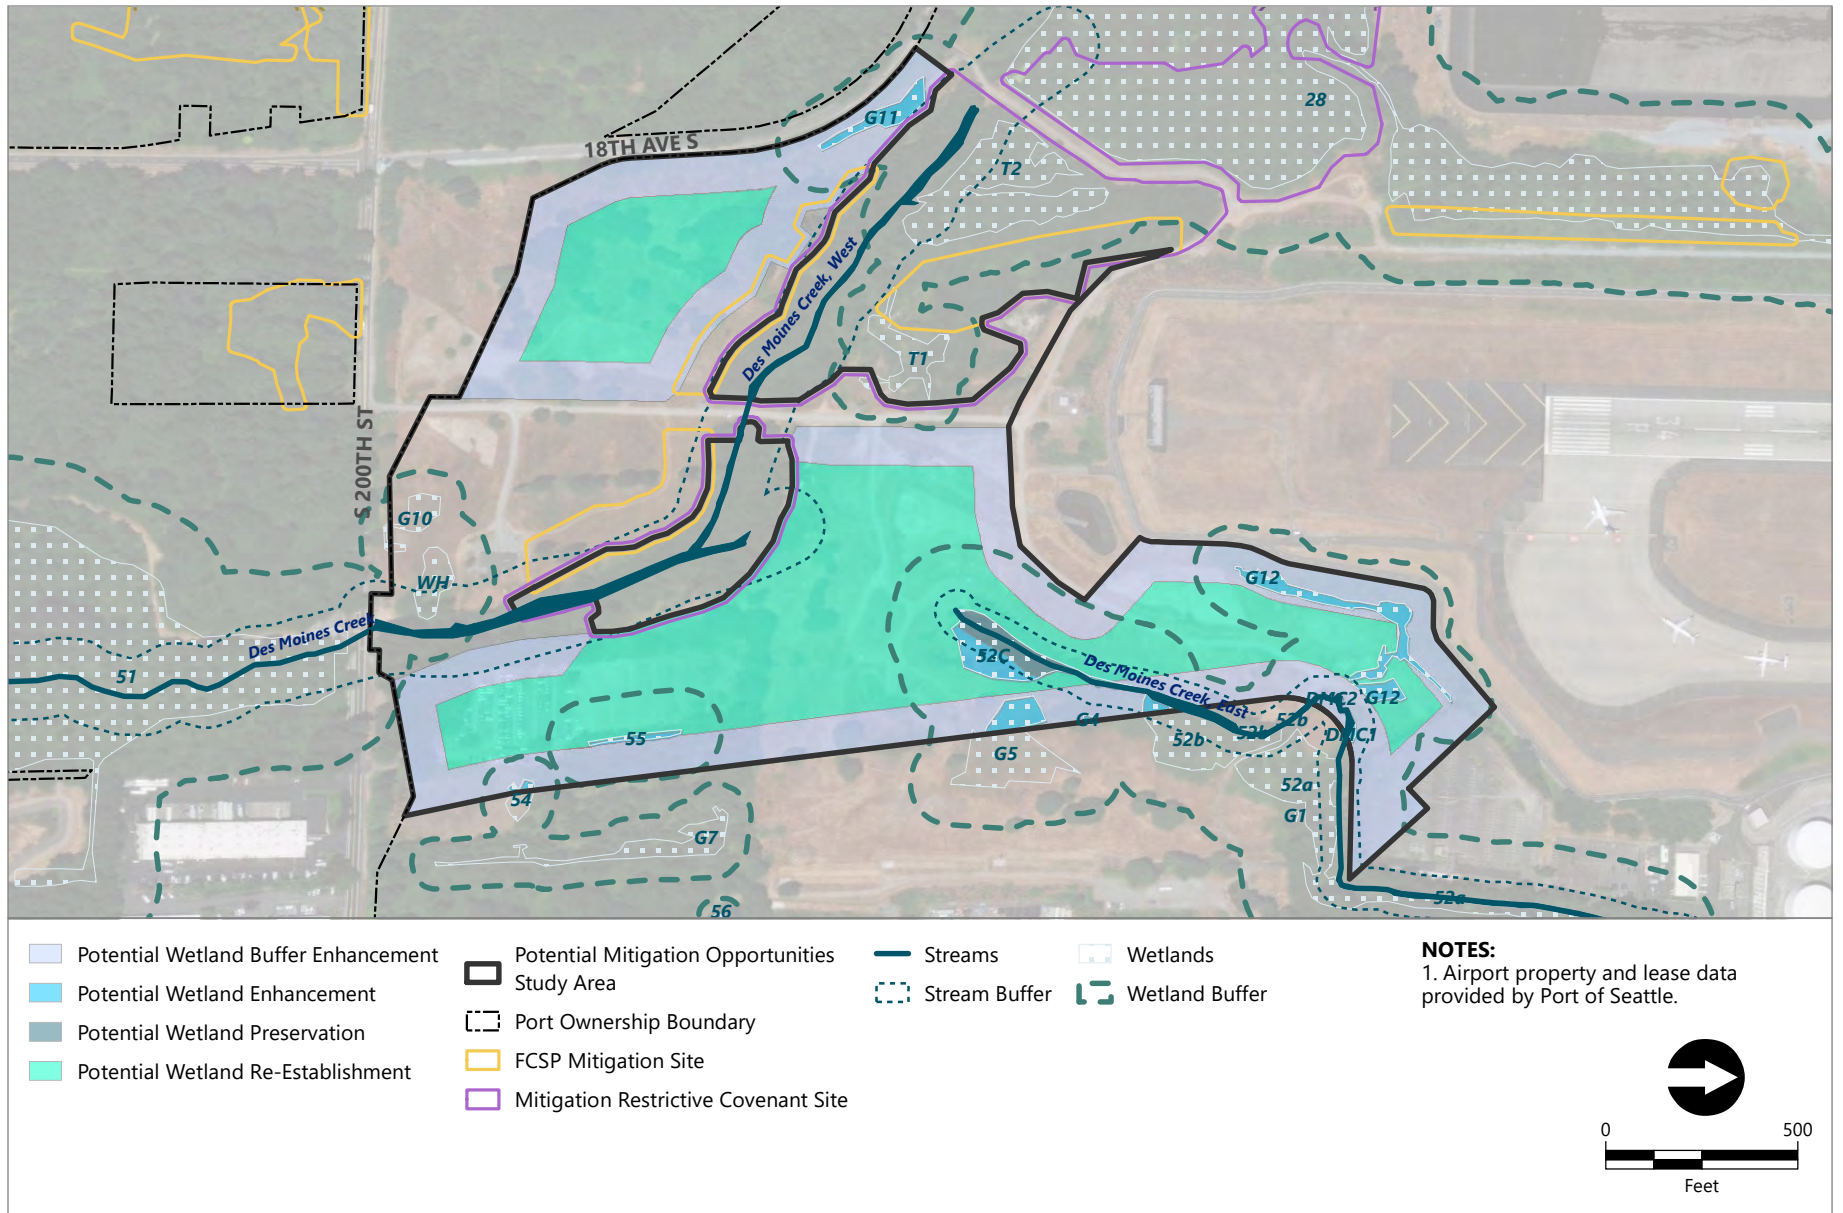 28
G11
18TH AVE S
T2
Des Moines Creek, West
T1
S 200TH ST
G10
WH
G12
Des Moines Creek
52C
Des Moines Creek, East
51
DMC2
G12
G4
52b
52b
52b
DMC1
55
G5
52a
54
G1
G7
52a
56
Potential Wetland Buffer Enhancement
Potential Wetland Enhancement
Potential Wetland Preservation
Potential Wetland Re-Establishment
Potential Mitigation Opportunities
Study Area
Port Ownership Boundary
FCSP Mitigation Site
Mitigation Restrictive Covenant Site
Streams
Stream Buffer
Wetlands
Wetland Buffer
NOTES:
1. Airport property and lease data
provided by Port of Seattle.
0 500
Feet